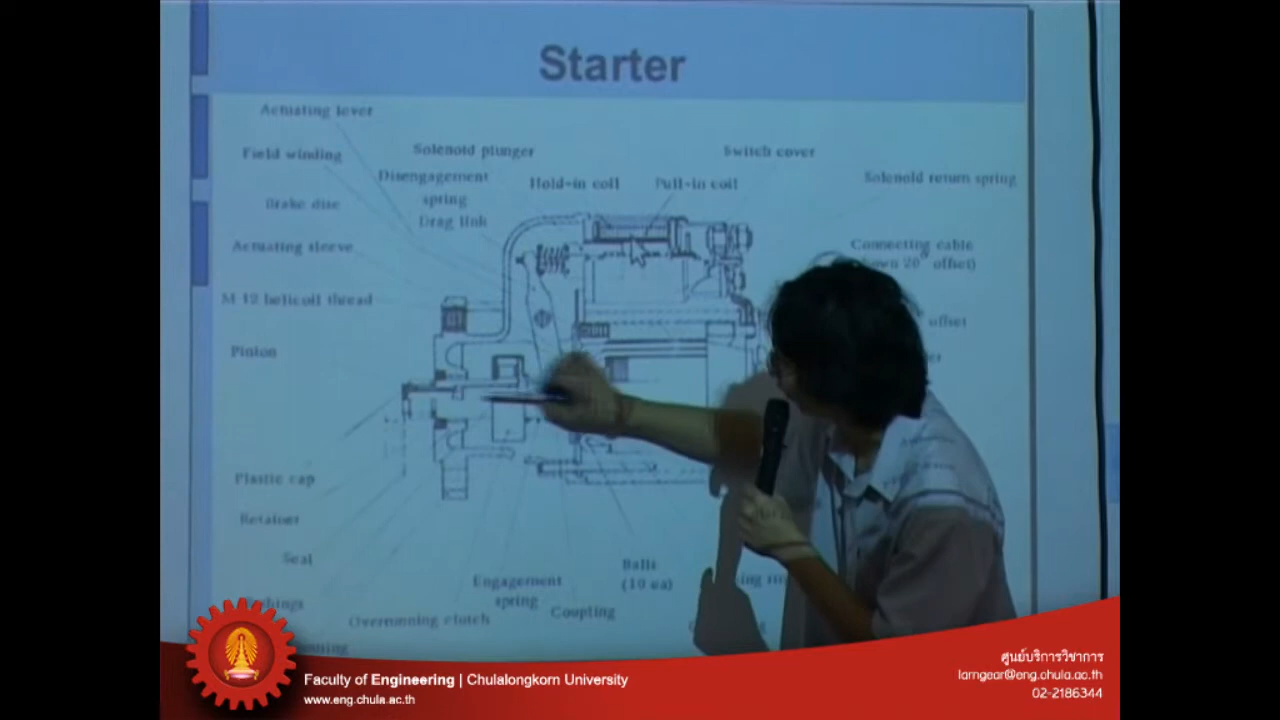 Starter
Actuating lever
Field winding
Solenoid plunger
Switch cover
Disengagement
spring
Hold-in coil
Pull-in coil
Solenoid return spring
Brake disc
Drag link
Actuating sleeve
Connecting cable
20° offset)
M 12 helicoil thread
offset
Pinion
Plastic cap
Retainer
Seal
Balls
(10 ea)
Engagement
spring
Coupling
Overrunning clutch
Faculty of Engineering | Chulalongkorn University
www.eng.chula.ac.th
ศูนย์บริการวิชาการ
larngear@eng.chula.ac.th
02-2186344